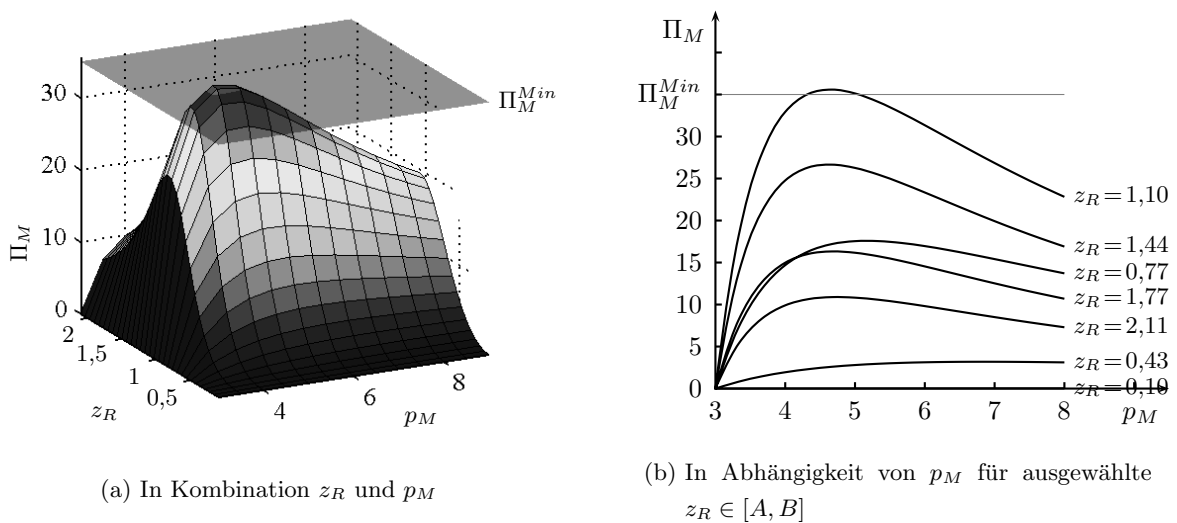 30
20
10
0
Π_M
2
1,5
1
0,5
z_R
4
6
8
p_M
Π_M^{Min}
(a) In Kombination z_R und p_M
Π_M
Π_M^{Min}
30
25
20
15
10
5
0
3
4
5
6
7
8
p_M
z_R=1,10
z_R=1,44
z_R=0,77
z_R=1,77
z_R=2,11
z_R=0,43
z_R=0,10
(b) In Abhängigkeit von p_M für ausgewählte
z_R ∈ [A, B]